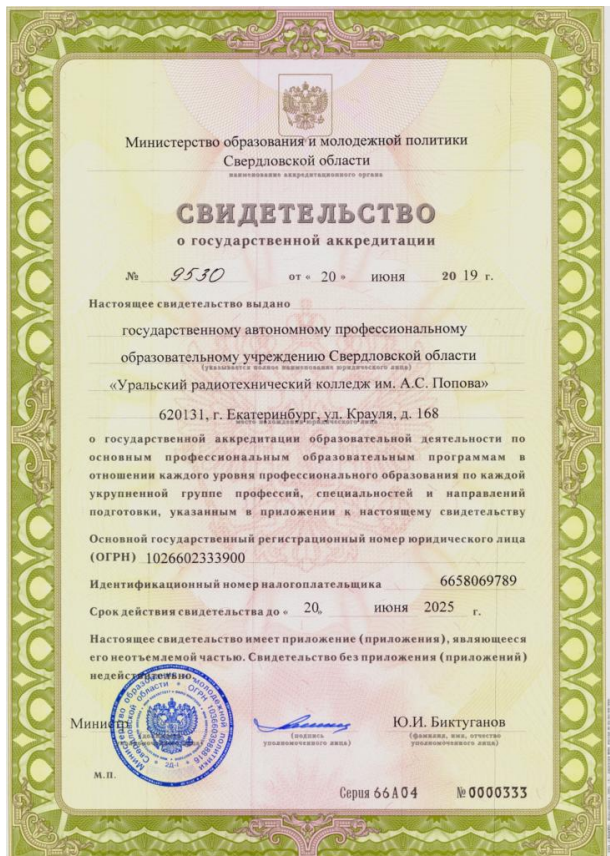 Министерство образования и молодежной политики
Свердловской области
наименование аккредитационного органа
СВИДЕТЕЛЬСТВО
о государственной аккредитации
№ 9530 от « 20 » июня 20 19 г.
Настоящее свидетельство выдано
государственному автономному профессиональному
образовательному учреждению Свердловской области
(указывается полное наименование юридического лица)
«Уральский радиотехнический колледж им. А.С. Попова»
620131, г. Екатеринбург, ул. Крауля, д. 168
место нахождения юридического лица
о государственной аккредитации образовательной деятельности по
основным профессиональным образовательным программам в
отношении каждого уровня профессионального образования по каждой
укрупненной группе профессий, специальностей и направлений
подготовки, указанным в приложении к настоящему свидетельству
Основной государственный регистрационный номер юридического лица
(ОГРН) 1026602333900
Идентификационный номер налогоплательщика 6658069789
Срок действия свидетельства до « 20» июня 2025 г.
Настоящее свидетельство имеет приложение (приложения), являющееся
его неотъемлемой частью. Свидетельство без приложения (приложений)
недействительно.
Министр Ю.И. Биктуганов
(должность уполномоченного лица) (подпись уполномоченного лица) (фамилия, имя, отчество уполномоченного лица)
М.П.
Серия 66А04 № 0000333